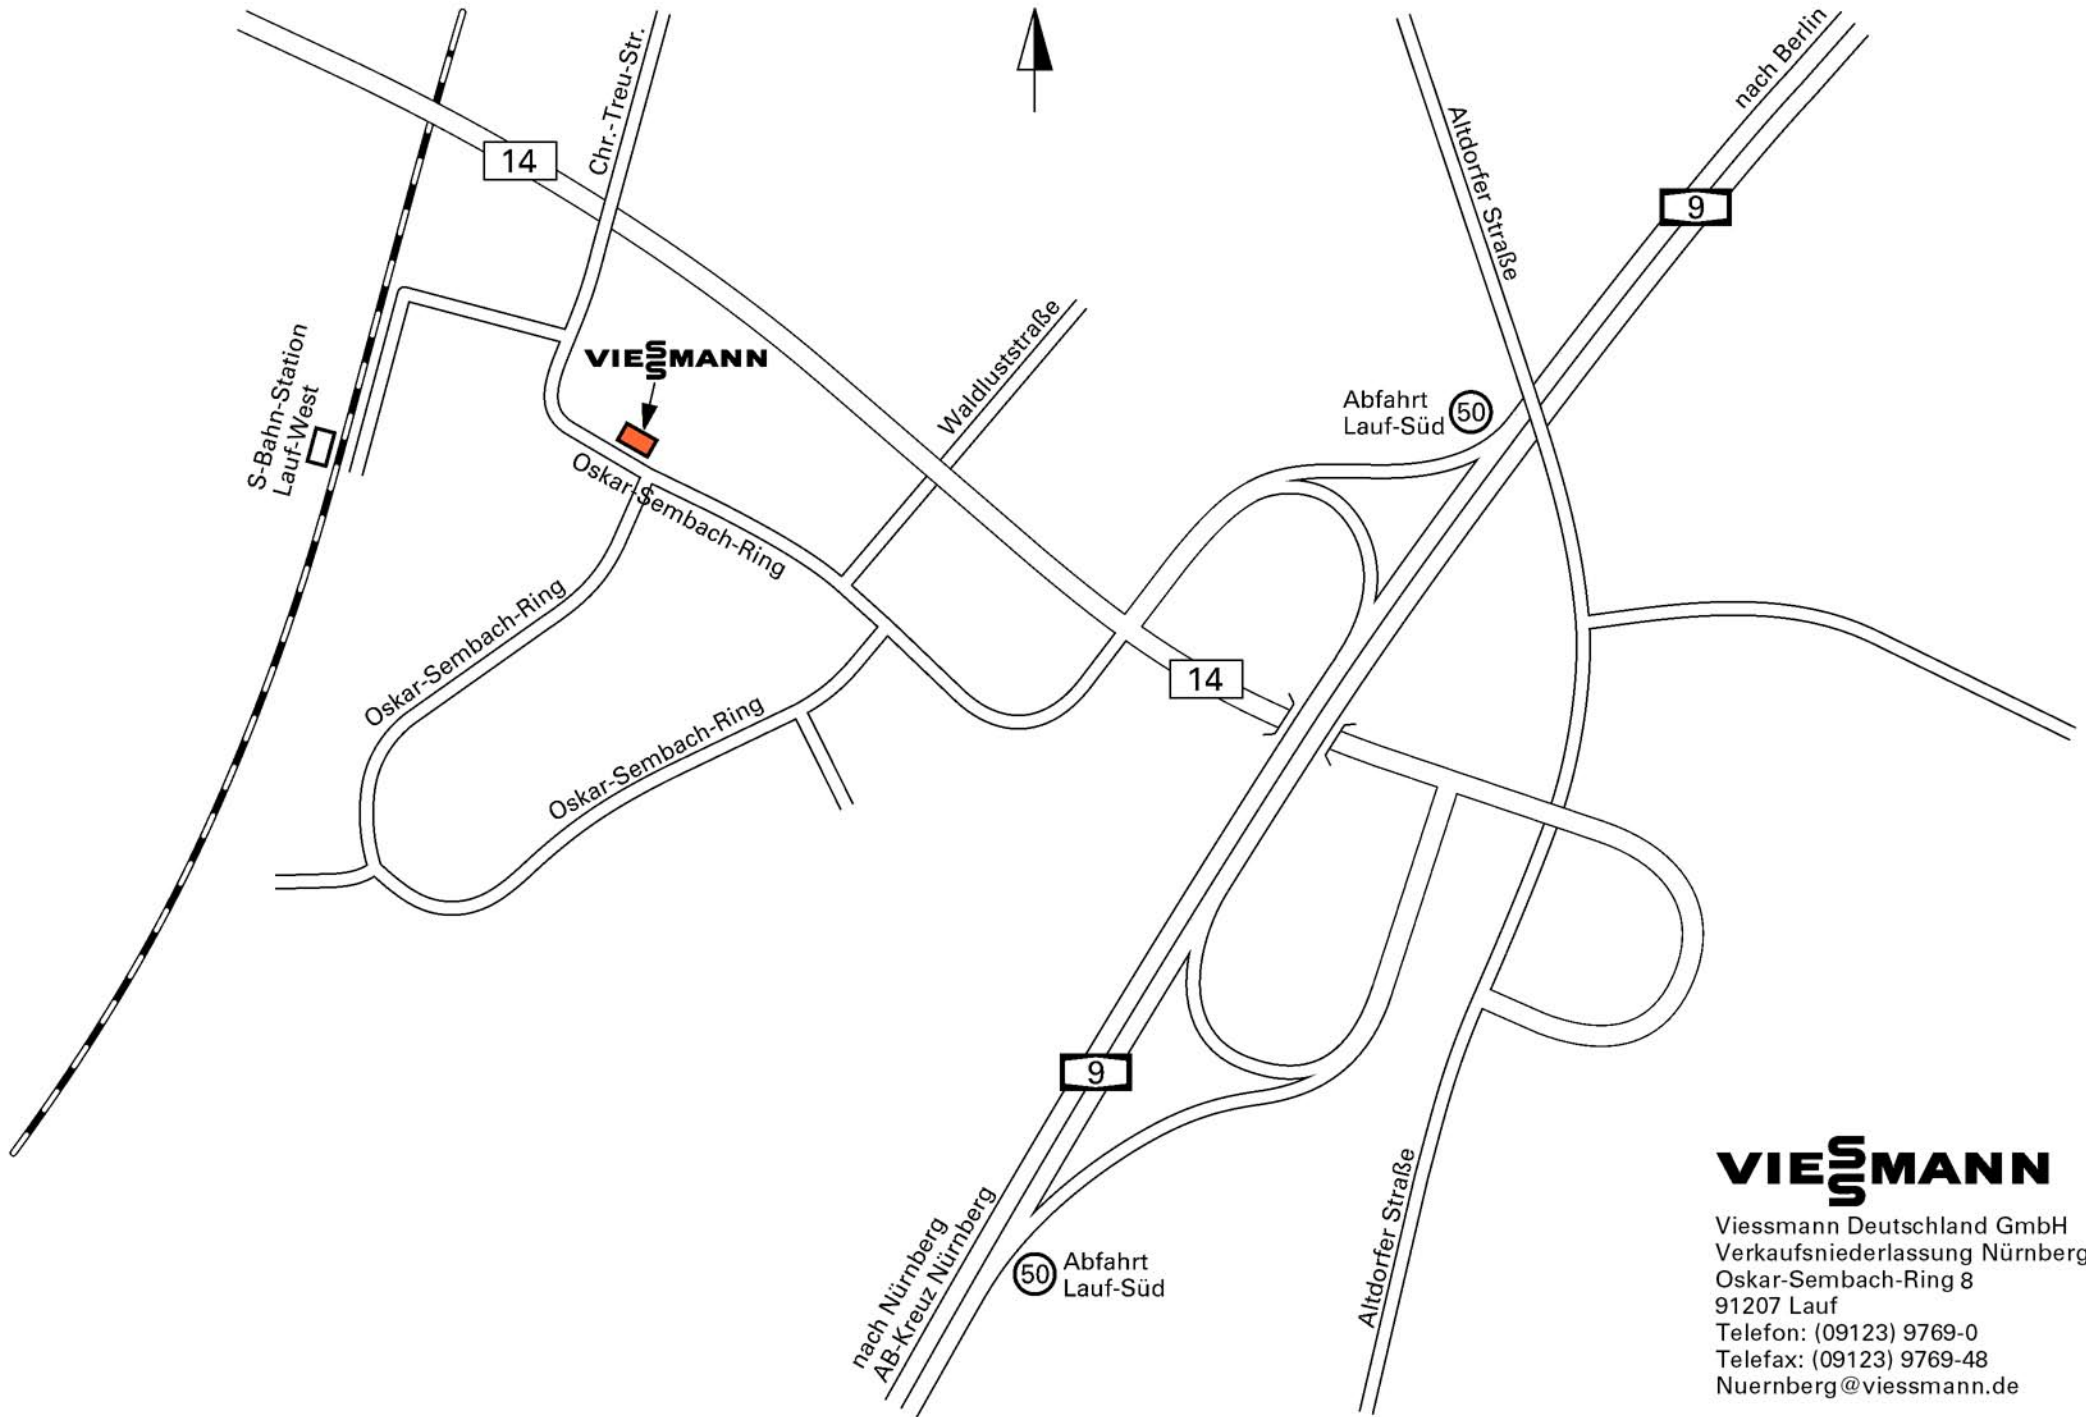 nach Berlin
Chr.-Treu-Str.
14
Altdorfer Straße
9
S-Bahn-Station
Lauf-West
VIESSMANN
Waldluststraße
Abfahrt
Lauf-Süd
50
Oskar-Sembach-Ring
Oskar-Sembach-Ring
Oskar-Sembach-Ring
14
9
nach Nürnberg
AB-Kreuz Nürnberg
50
Abfahrt
Lauf-Süd
Altdorfer Straße
VIESSMANN
Viessmann Deutschland GmbH
Verkaufsniederlassung Nürnberg
Oskar-Sembach-Ring 8
91207 Lauf
Telefon: (09123) 9769-0
Telefax: (09123) 9769-48
Nuernberg@viessmann.de